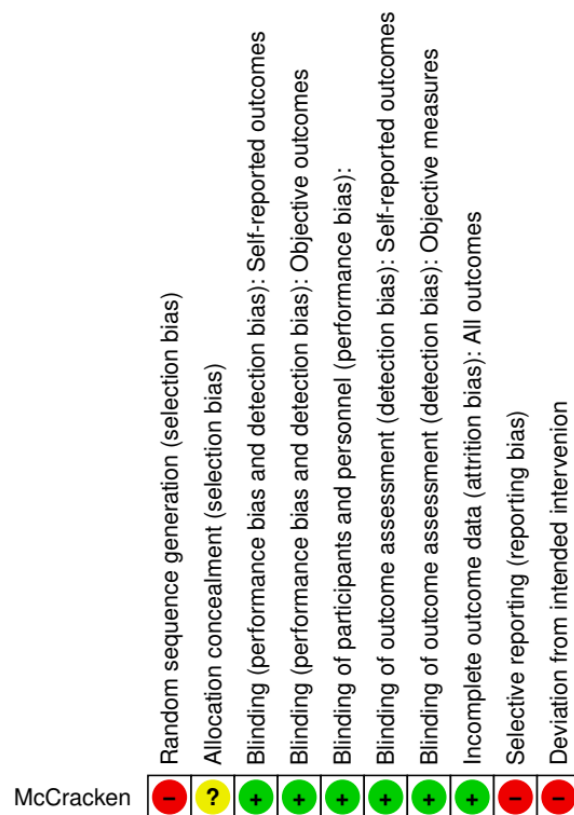 Random sequence generation (selection bias)
Allocation concealment (selection bias)
Blinding (performance bias and detection bias): Self-reported outcomes
Blinding (performance bias and detection bias): Objective outcomes
Blinding of participants and personnel (performance bias):
Blinding of outcome assessment (detection bias): Self-reported outcomes
Blinding of outcome assessment (detection bias): Objective measures
Incomplete outcome data (attrition bias): All outcomes
Selective reporting (reporting bias)
Deviation from intended intervenion
McCracken – ? + + + + + + – –